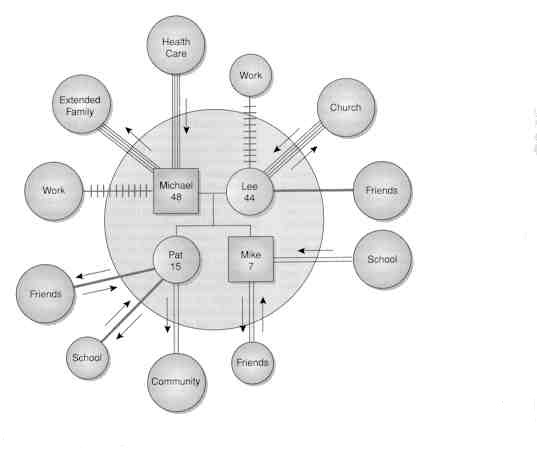 Health
Care
Work
Extended
Family
Church
Work
Michael
48
Lee
44
Friends
Pat
15
Mike
7
School
Friends
School
Community
Friends